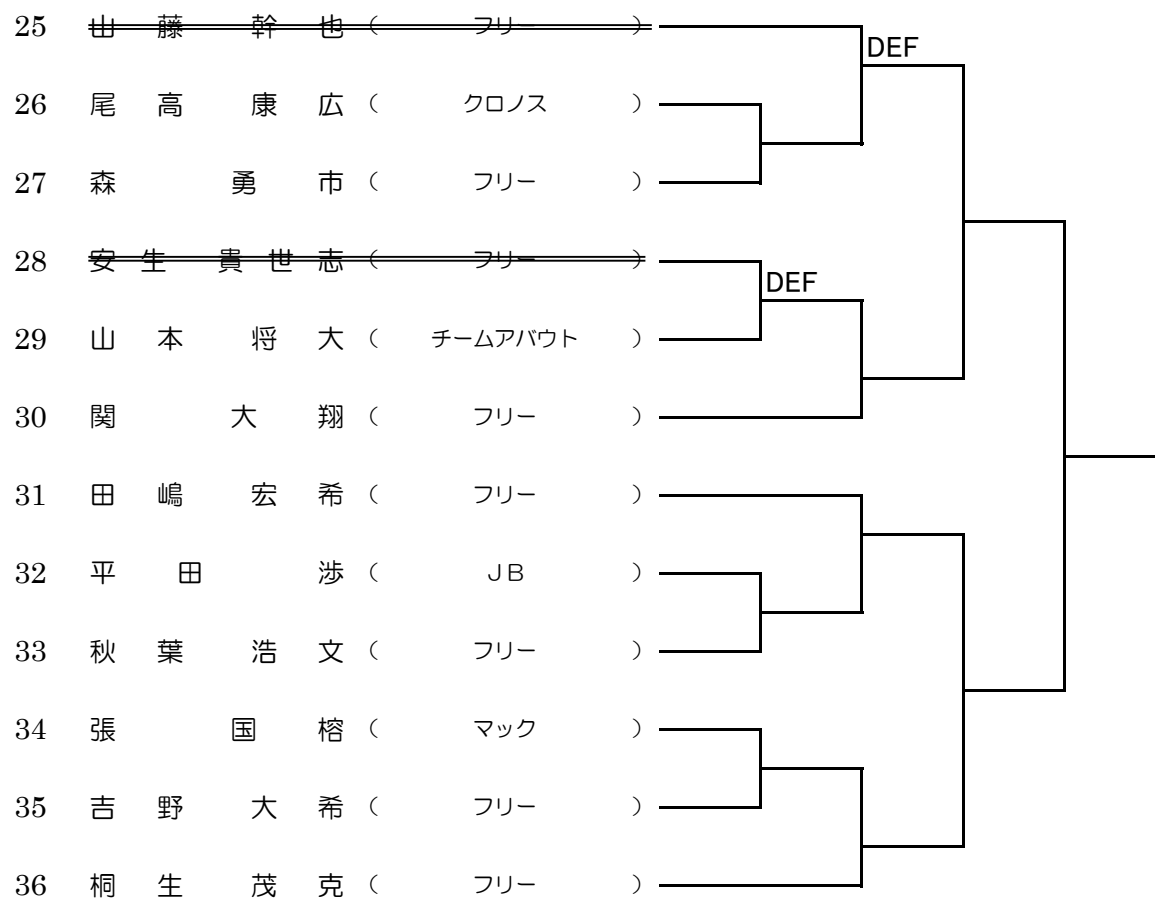 25 山藤 幹也 ( フリー )
DEF
26 尾高 康広 ( クロノス )
27 森 勇市 ( フリー )
28 安生 貴世志 ( フリー )
DEF
29 山本 将大 ( チームアバウト )
30 関 大翔 ( フリー )
31 田嶋 宏希 ( フリー )
32 平田 渉 ( JB )
33 秋葉 浩文 ( フリー )
34 張 国榕 ( マック )
35 吉野 大希 ( フリー )
36 桐生 茂克 ( フリー )